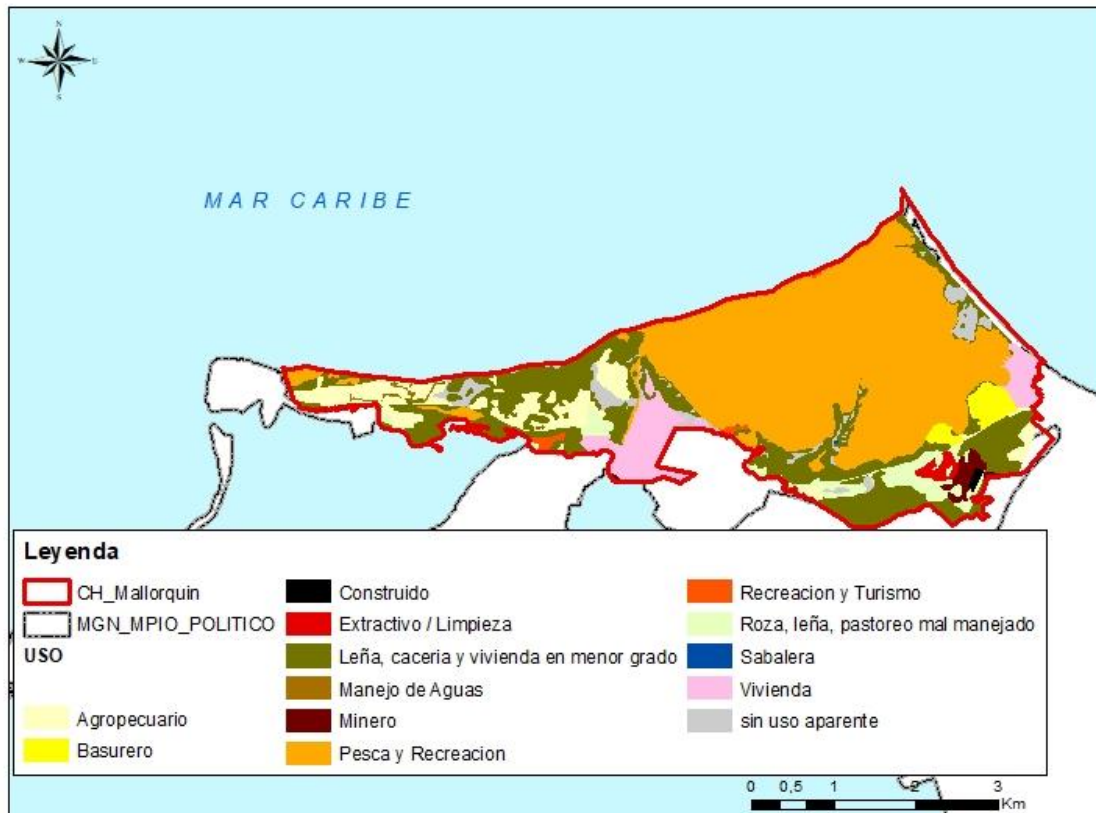 N
W E
S
MAR CARIBE
Leyenda
CH_Mallorquin
MGN_MPIO_POLITICO
USO
Agropecuario
Basurero
Construido
Extractivo / Limpieza
Leña, caceria y vivienda en menor grado
Manejo de Aguas
Minero
Pesca y Recreacion
Recreacion y Turismo
Roza, leña, pastoreo mal manejado
Sabalera
Vivienda
sin uso aparente
0 0,5 1 2 3
Km